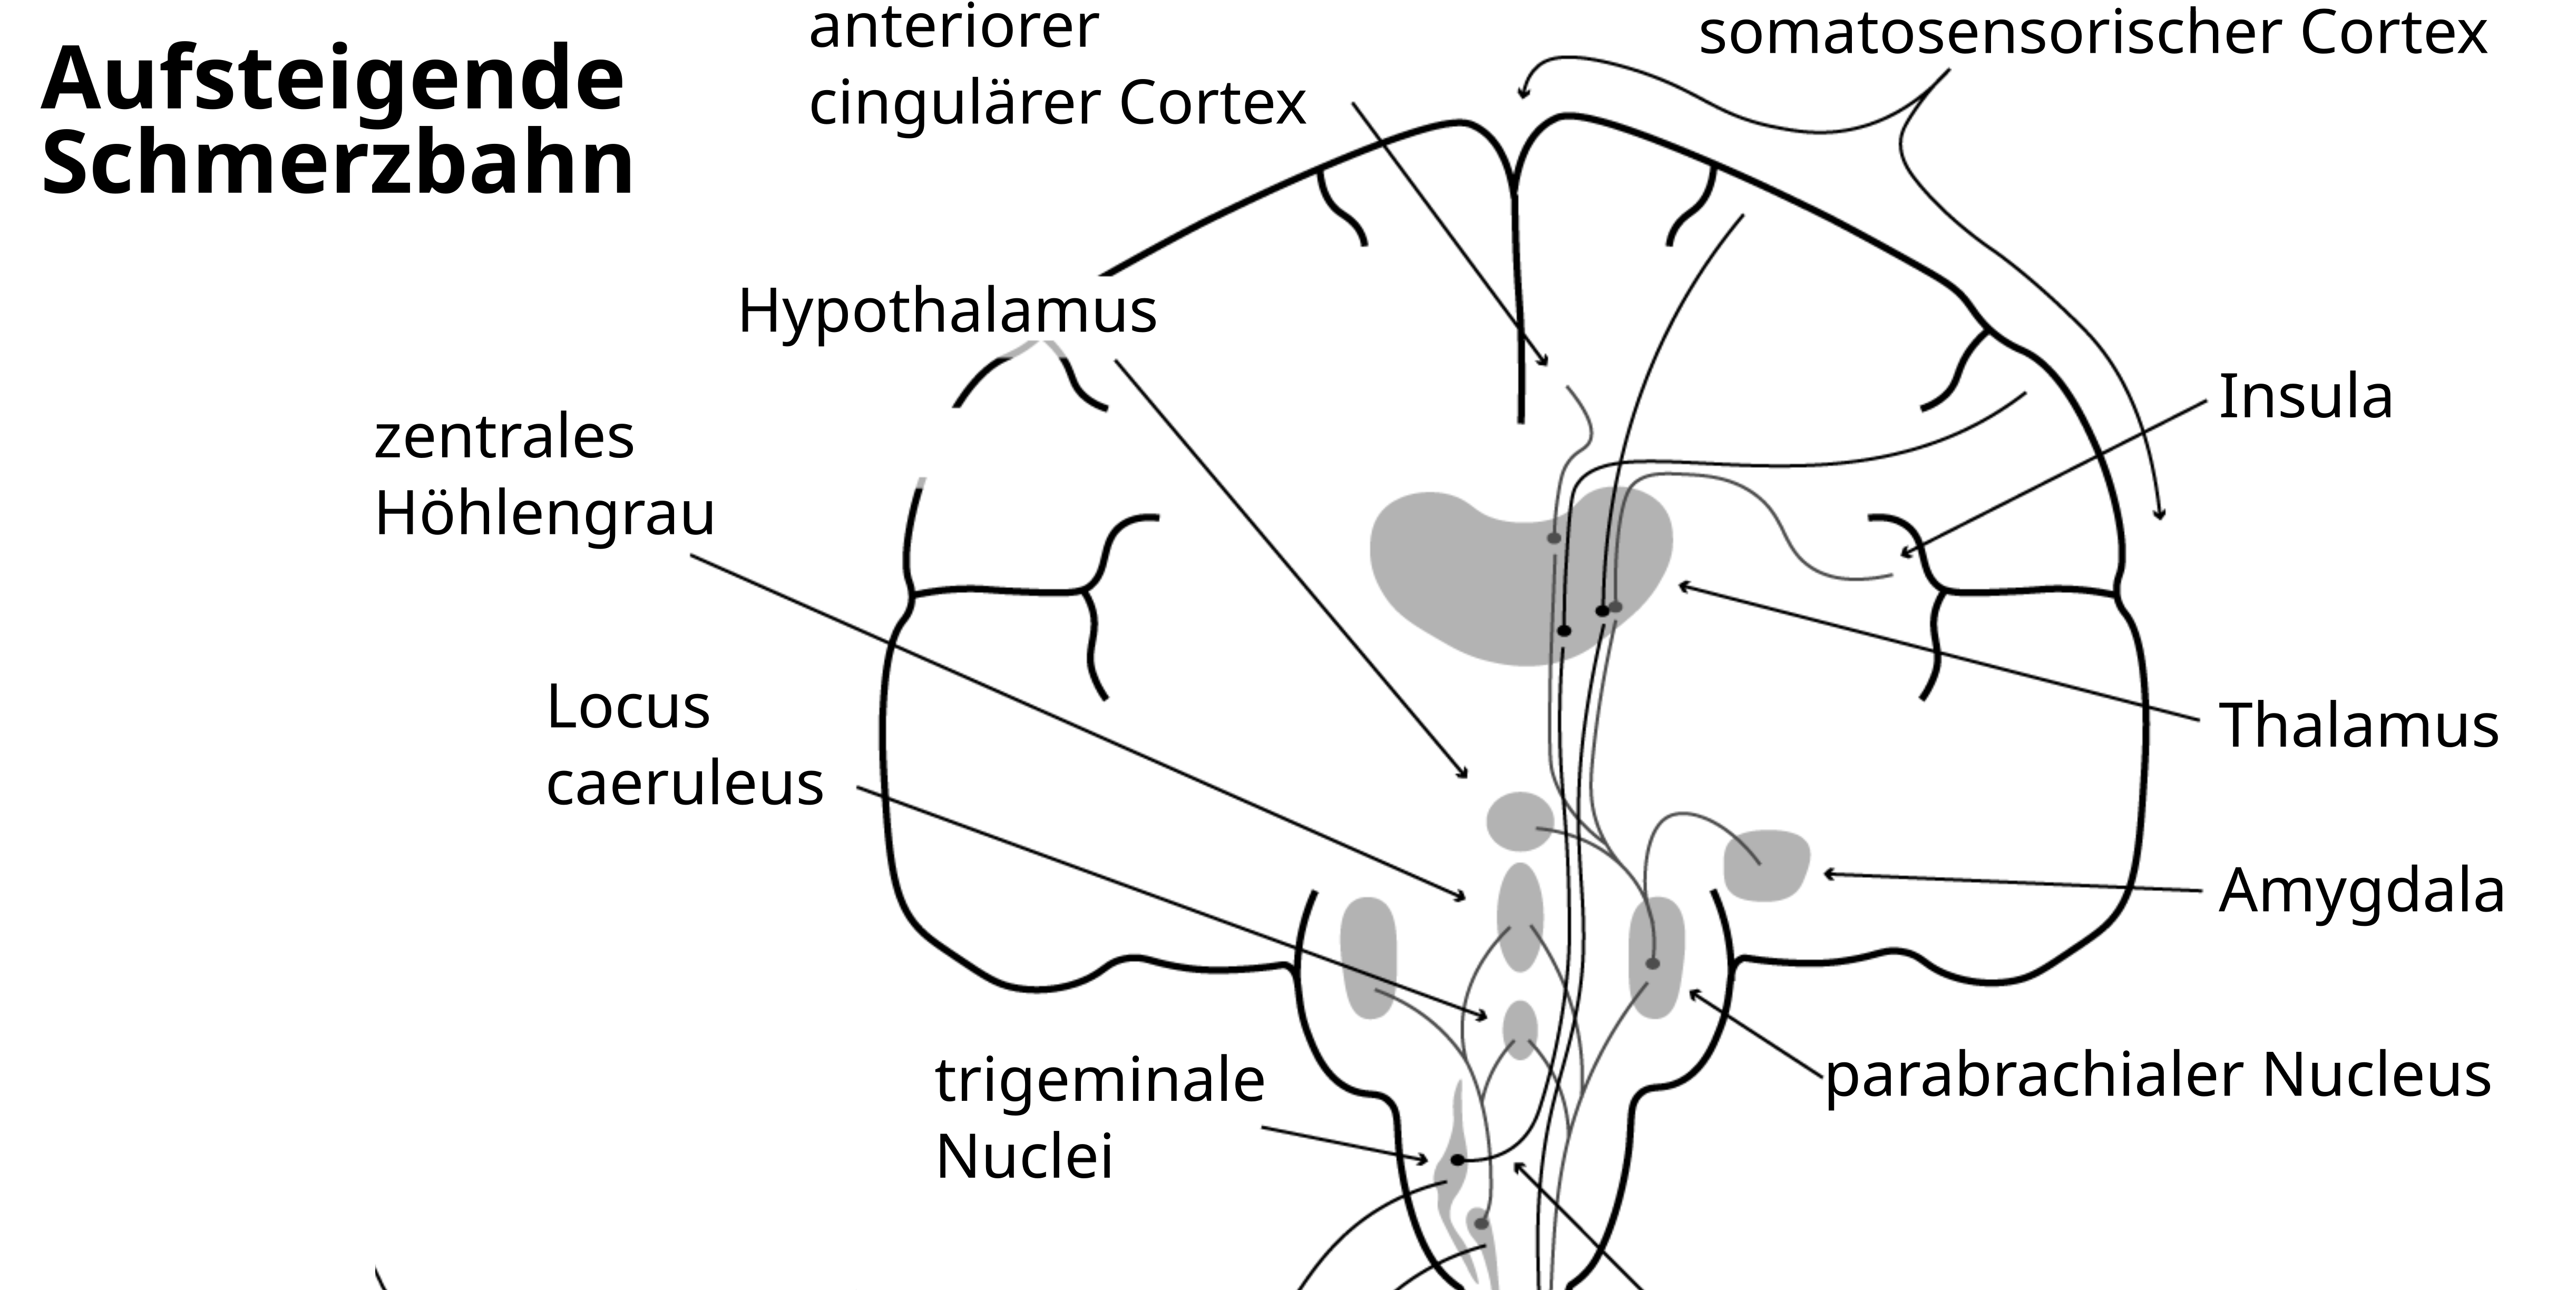 Aufsteigende
Schmerzbahn
anteriorer
cingulärer Cortex
somatosensorischer Cortex
Hypothalamus
zentrales
Höhlengrau
Insula
Locus
caeruleus
Thalamus
Amygdala
trigeminale
Nuclei
parabrachialer Nucleus